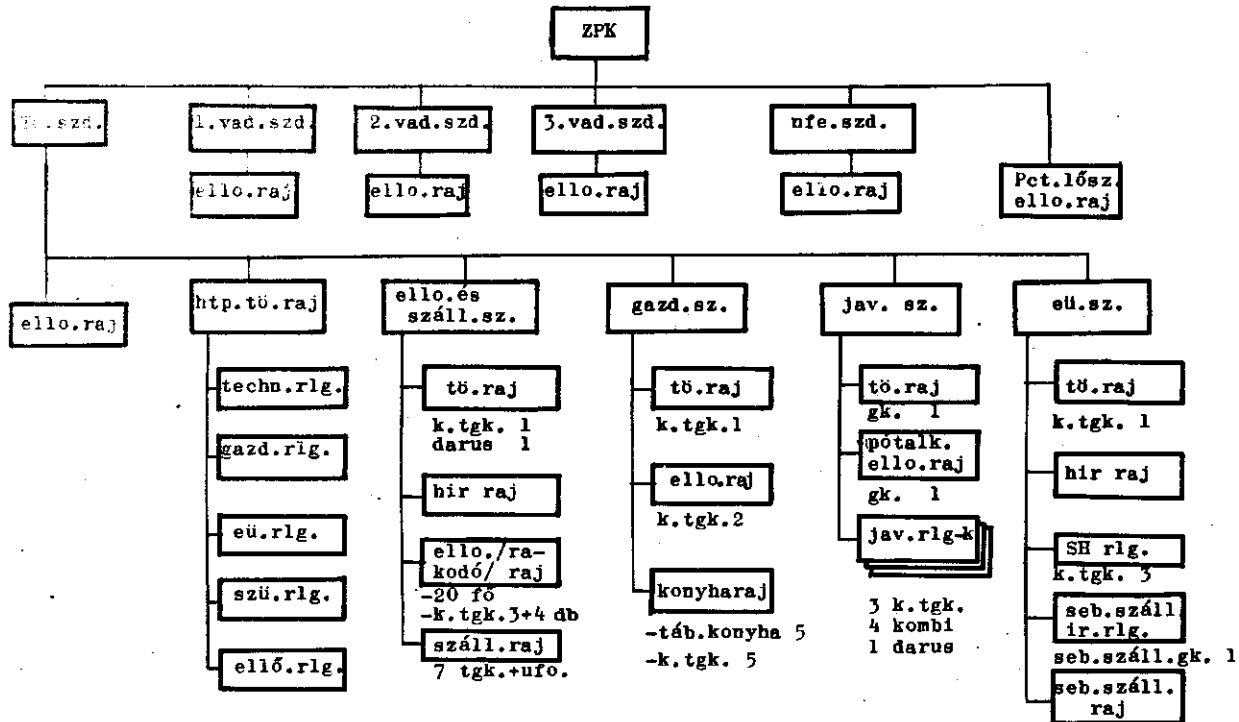 ZPK
szd.
1.vad.szd.
2.vad.szd.
3.vad.szd.
nfe.szd.
ello.raj
ello.raj
ello.raj
ello.raj
Pct.lősz.
ello.raj
ello.raj
htp.tö.raj
ello.és
száll.sz.
gazd.sz.
jav. sz.
eü.sz.
techn.rlg.
gazd.rlg.
eü.rlg.
szü.rlg.
ellő.rlg.
tö.raj
k.tgk. 1
darus 1
hir raj
ello./ra-
kodó/ raj
-20 fő
-k.tgk.3+4 db
száll.raj
7 tgk.+ufo.
tö.raj
k.tgk.1
ello.raj
k.tgk.2
konyharaj
-táb.konyha 5
-k.tgk. 5
tö.raj
gk. 1
pótalk.
ello.raj
gk. 1
jav.rlg-k
3 k.tgk.
4 kombi
1 darus
tö.raj
k.tgk. 1
hir raj
SH rlg.
k.tgk. 3
seb.száll
ir.rlg.
seb.száll.gk. 1
seb.száll.
raj